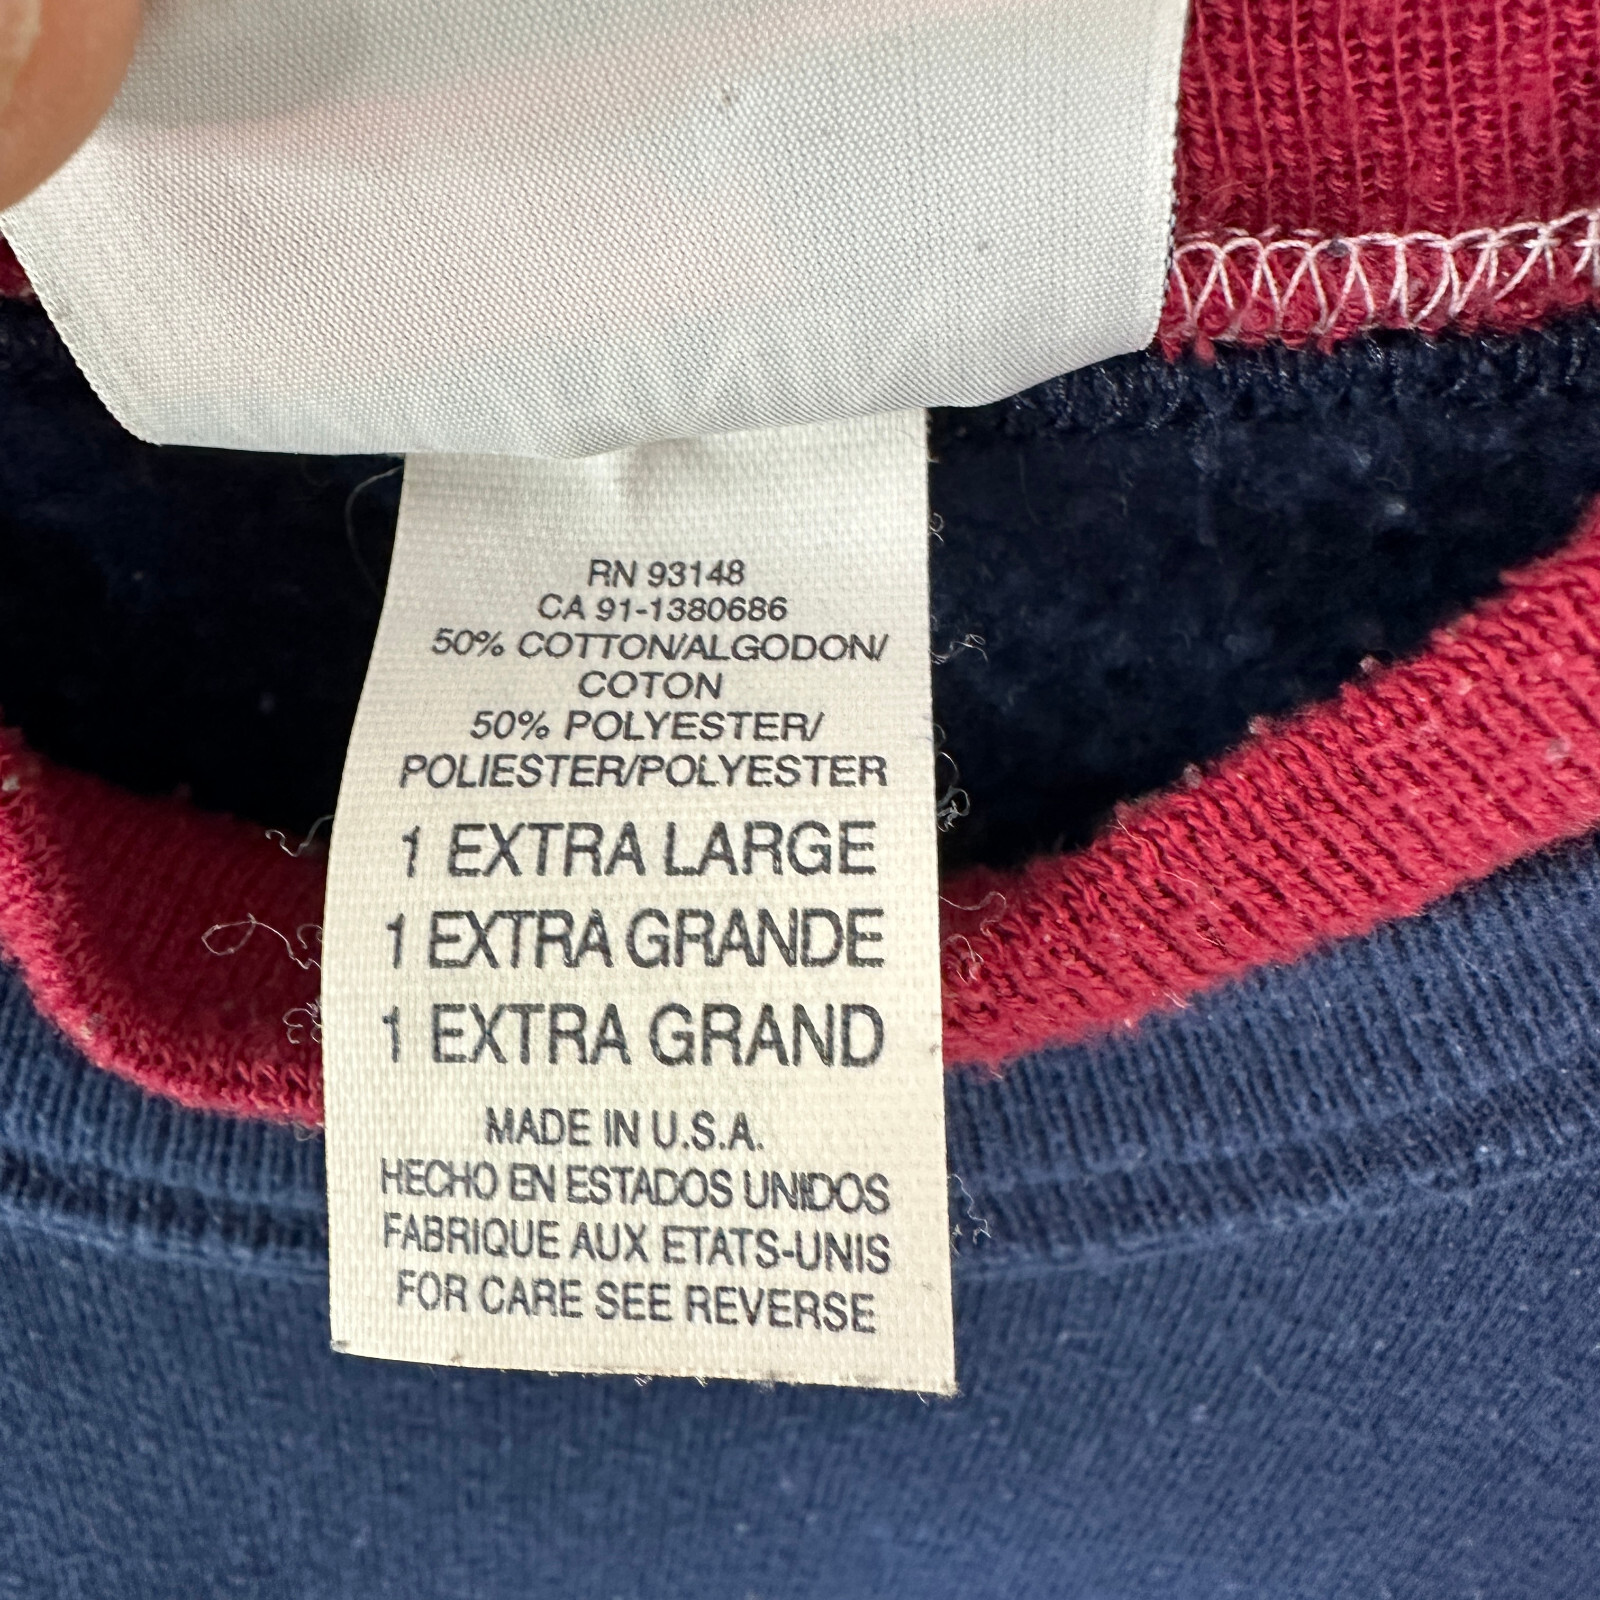 RN 93148
CA 91-1380686
50% COTTON/ALGODON/
COTON
50% POLYESTER/
POLIESTER/POLYESTER
1 EXTRA LARGE
1 EXTRA GRANDE
1 EXTRA GRAND
MADE IN U.S.A.
HECHO EN ESTADOS UNIDOS
FABRIQUE AUX ETATS-UNIS
FOR CARE SEE REVERSE